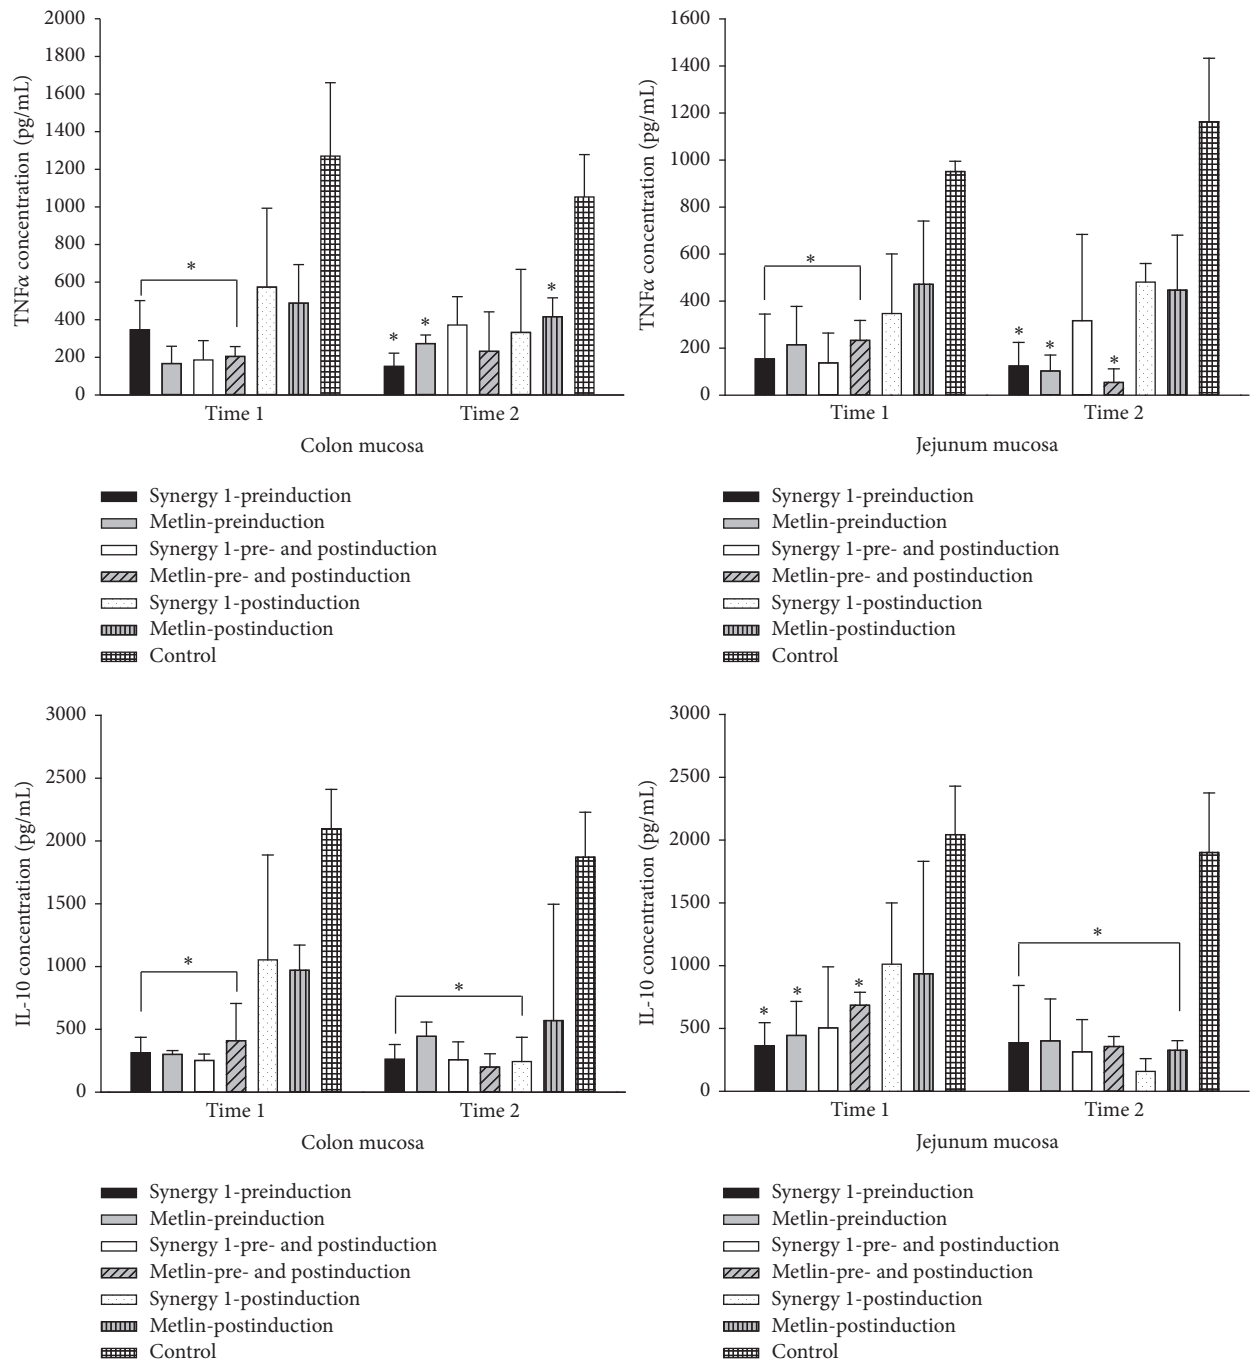 2000
1800
1600
1400
1200
1000
800
600
400
200
0
TNFα concentration (pg/mL)
*
*
*
*
Time 1
Time 2
Colon mucosa
Synergy 1-preinduction
Metlin-preinduction
Synergy 1-pre- and postinduction
Metlin-pre- and postinduction
Synergy 1-postinduction
Metlin-postinduction
Control
1600
1400
1200
1000
800
600
400
200
0
TNFα concentration (pg/mL)
*
*
*
*
Time 1
Time 2
Jejunum mucosa
Synergy 1-preinduction
Metlin-preinduction
Synergy 1-pre- and postinduction
Metlin-pre- and postinduction
Synergy 1-postinduction
Metlin-postinduction
Control
3000
2500
2000
1500
1000
500
0
IL-10 concentration (pg/mL)
*
*
Time 1
Time 2
Colon mucosa
Synergy 1-preinduction
Metlin-preinduction
Synergy 1-pre- and postinduction
Metlin-pre- and postinduction
Synergy 1-postinduction
Metlin-postinduction
Control
3000
2500
2000
1500
1000
500
0
IL-10 concentration (pg/mL)
*
*
*
*
Time 1
Time 2
Jejunum mucosa
Synergy 1-preinduction
Metlin-preinduction
Synergy 1-pre- and postinduction
Metlin-pre- and postinduction
Synergy 1-postinduction
Metlin-postinduction
Control